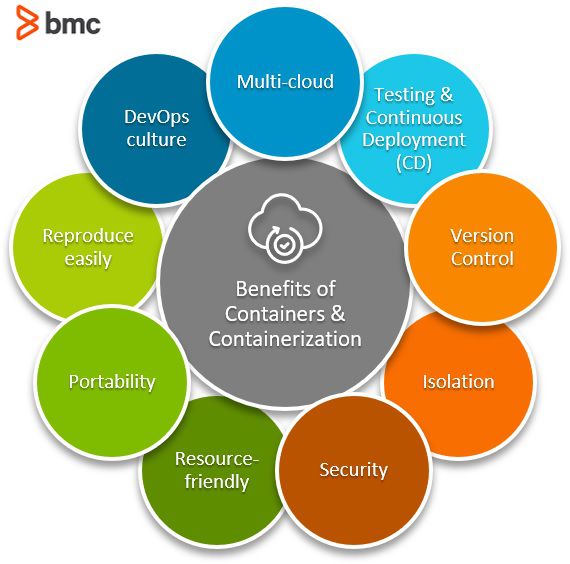 bmc
Multi-cloud
Testing &
Continuous
Deployment
(CD)
Version
Control
Isolation
Security
Resource-
friendly
Portability
Reproduce
easily
DevOps
culture
Benefits of
Containers &
Containerization